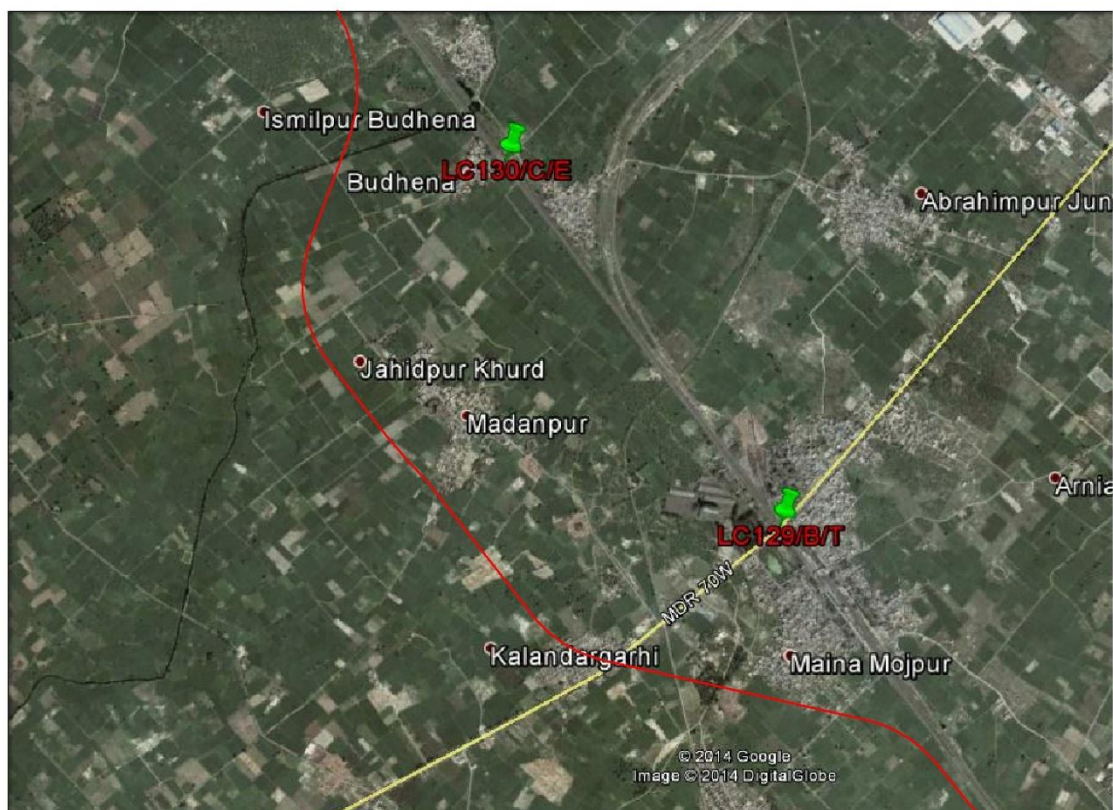 Ismilpur Budhena
LC130/C/E
Budhena
Abrahimpur Jun
Jahidpur Khurd
Madanpur
Arnia
LC129/B/T
MDR 70W
Kalandargarhi
Maina Mojpur
© 2014 Google
Image © 2014 DigitalGlobe